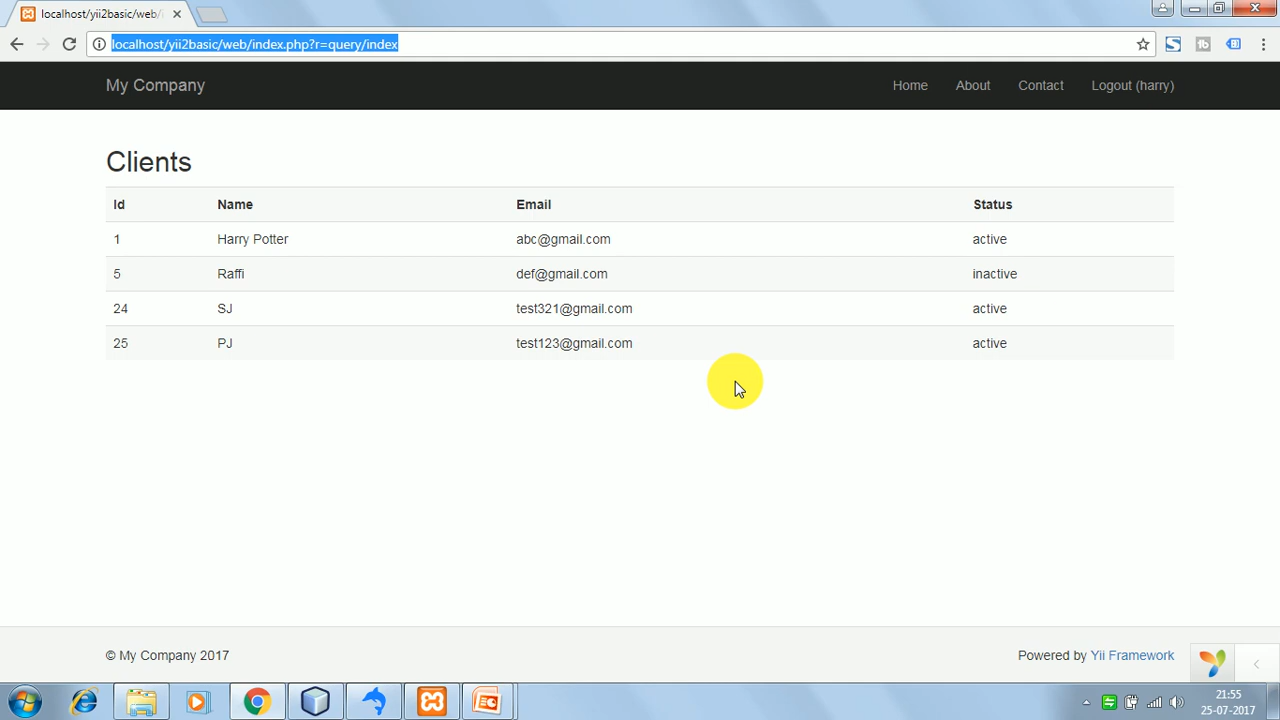 localhost/yii2basic/web/i
localhost/yii2basic/web/index.php?r=query/index
My Company Home About Contact Logout (harry)
Clients
Id Name Email Status
1 Harry Potter abc@gmail.com active
5 Raffi def@gmail.com inactive
24 SJ test321@gmail.com active
25 PJ test123@gmail.com active
© My Company 2017 Powered by Yii Framework
21:55
25-07-2017